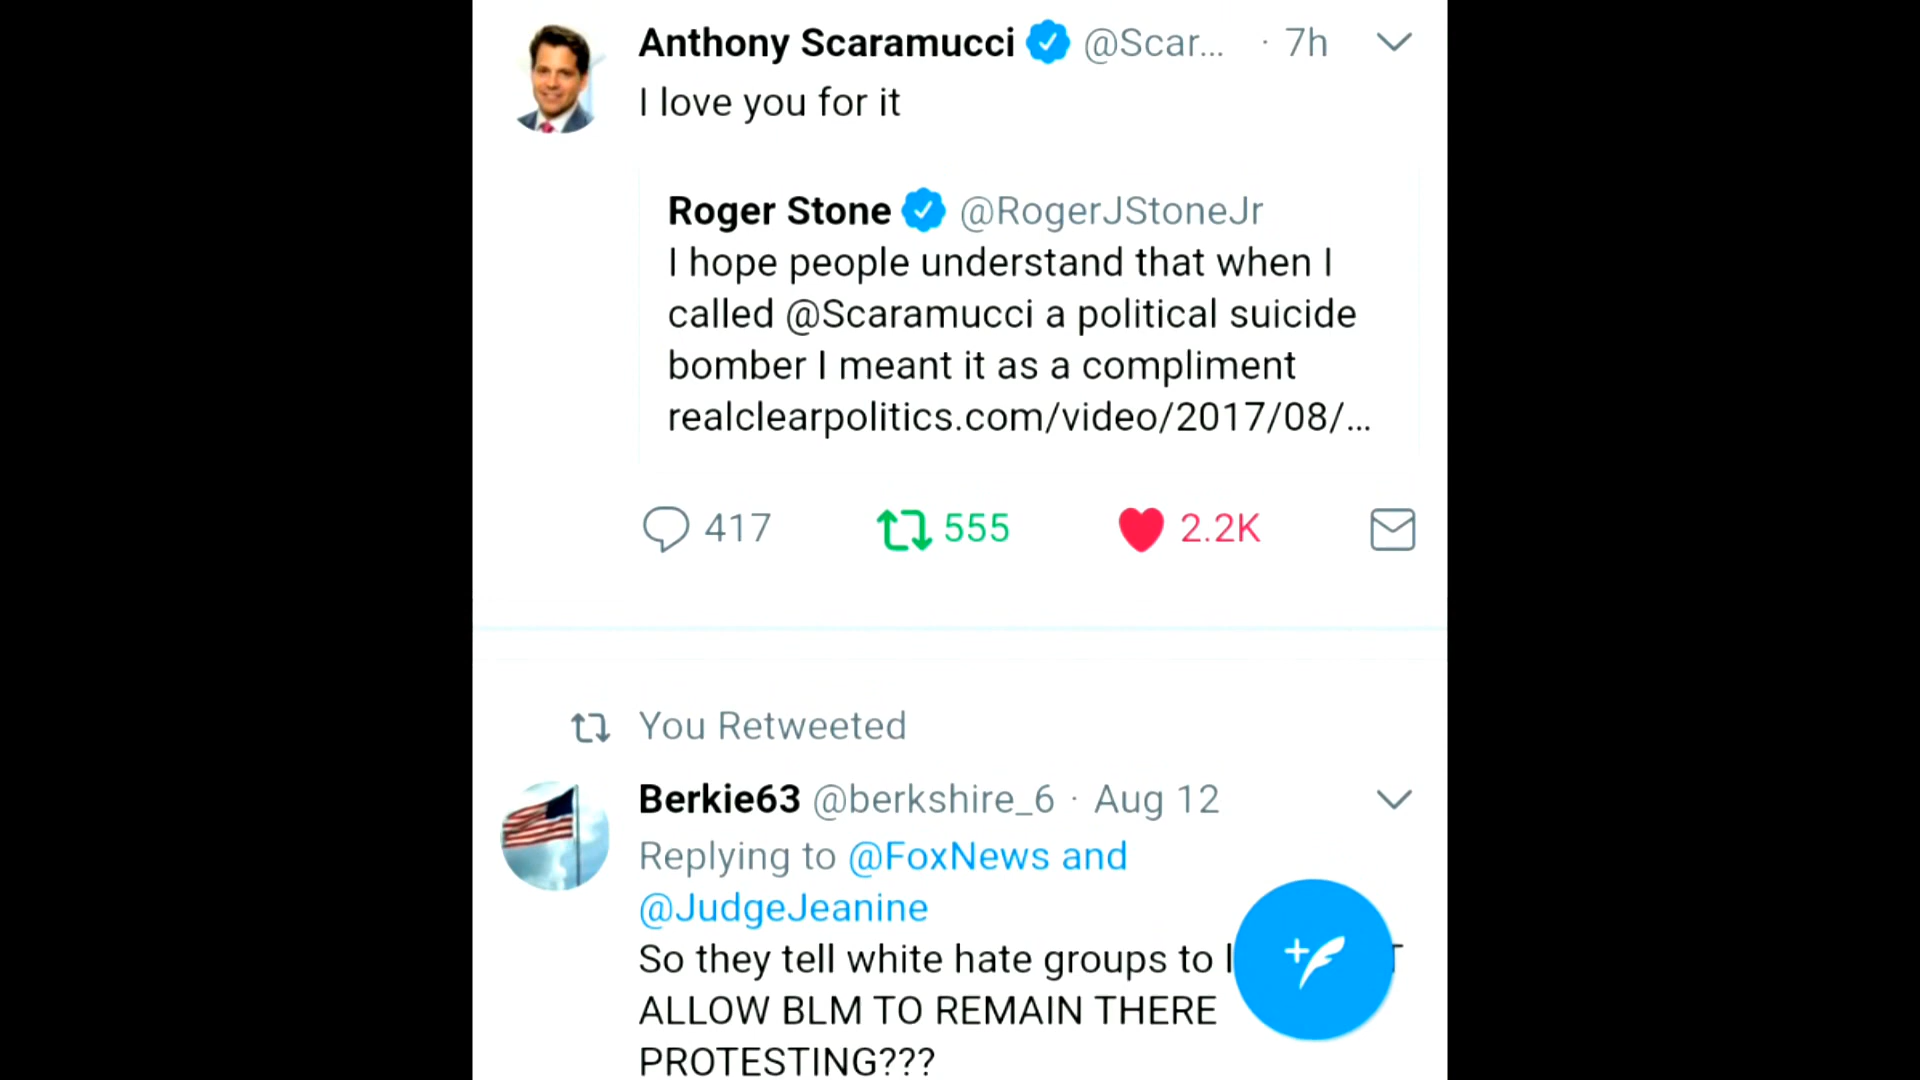 Anthony Scaramucci @Scar... · 7h
I love you for it
Roger Stone @RogerJStoneJr
I hope people understand that when I
called @Scaramucci a political suicide
bomber I meant it as a compliment
realclearpolitics.com/video/2017/08/...
417 555 2.2K
You Retweeted
Berkie63 @berkshire_6 · Aug 12
Replying to @FoxNews and
@JudgeJeanine
So they tell white hate groups to
ALLOW BLM TO REMAIN THERE
PROTESTING???